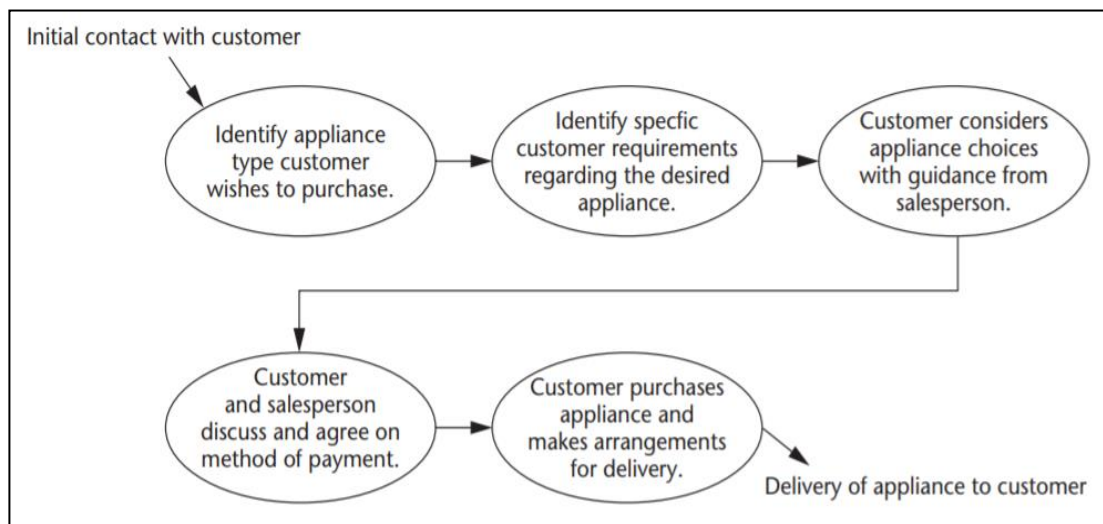 Initial contact with customer
Identify appliance
type customer
wishes to purchase.
Identify specfic
customer requirements
regarding the desired
appliance.
Customer considers
appliance choices
with guidance from
salesperson.
Customer
and salesperson
discuss and agree on
method of payment.
Customer purchases
appliance and
makes arrangements
for delivery.
Delivery of appliance to customer